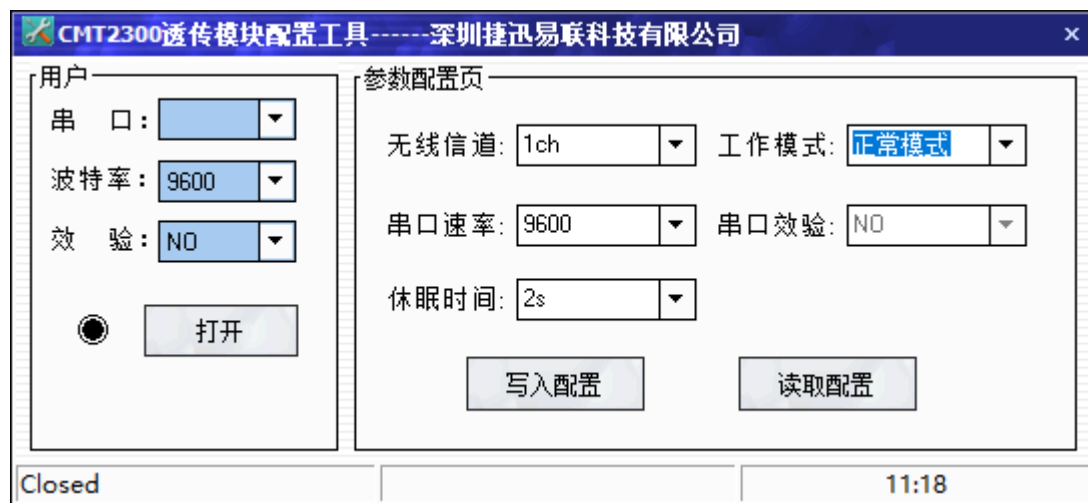 CMT2300透传模块配置工具------深圳捷迅易联科技有限公司
用户
串 口:
波特率: 9600
效 验: NO
打开
参数配置页
无线信道: 1ch 工作模式: 正常模式
串口速率: 9600 串口效验: NO
休眠时间: 2s
写入配置 读取配置
Closed 11:18